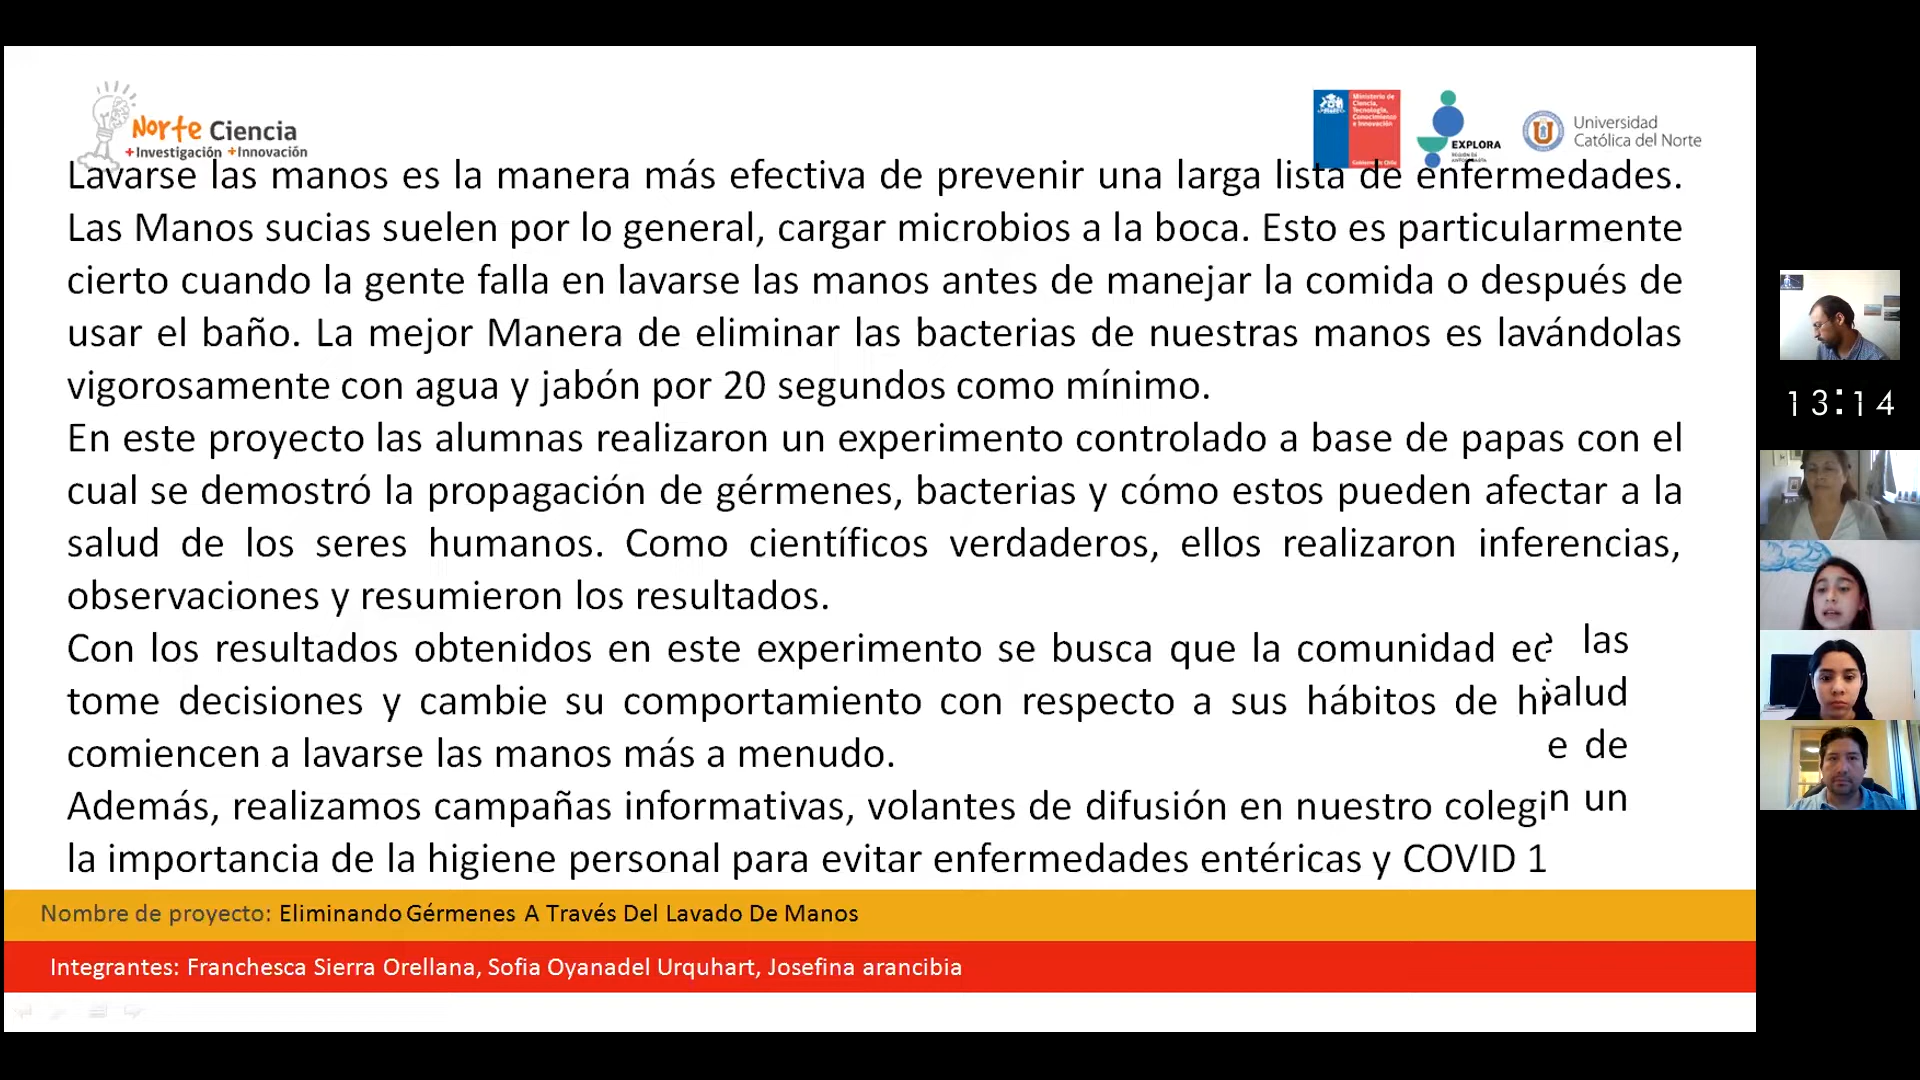 Norte Ciencia
+Investigación +Innovación
Ministerio de
Ciencia,
Tecnología,
Conocimiento
e Innovación
Gobierno de Chile
EXPLORA
Universidad
Católica del Norte
Lavarse las manos es la manera más efectiva de prevenir una larga lista de enfermedades.
Las Manos sucias suelen por lo general, cargar microbios a la boca. Esto es particularmente
cierto cuando la gente falla en lavarse las manos antes de manejar la comida o después de
usar el baño. La mejor Manera de eliminar las bacterias de nuestras manos es lavándolas
vigorosamente con agua y jabón por 20 segundos como mínimo.
En este proyecto las alumnas realizaron un experimento controlado a base de papas con el
cual se demostró la propagación de gérmenes, bacterias y cómo estos pueden afectar a la
salud de los seres humanos. Como científicos verdaderos, ellos realizaron inferencias,
observaciones y resumieron los resultados.
Con los resultados obtenidos en este experimento se busca que la comunidad las
tome decisiones y cambie su comportamiento con respecto a sus hábitos de salud
comiencen a lavarse las manos más a menudo. e de
Además, realizamos campañas informativas, volantes de difusión en nuestro colegi n un
la importancia de la higiene personal para evitar enfermedades entéricas y COVID 1
Nombre de proyecto: Eliminando Gérmenes A Través Del Lavado De Manos
Integrantes: Franchesca Sierra Orellana, Sofia Oyanadel Urquhart, Josefina arancibia
13:14